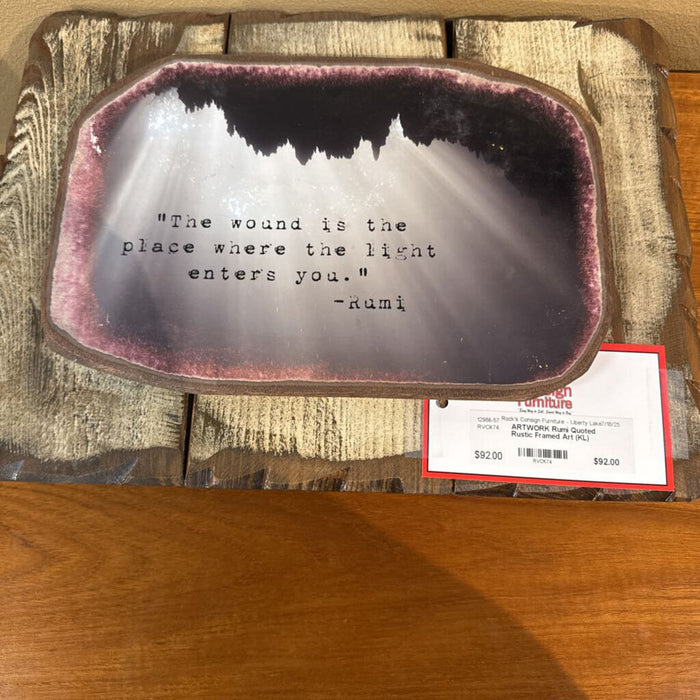 "The wound is the
place where the light
enters you."
-Rumi
Furniture
12986-57 Rock's Consign Furniture - Liberty Lake7/18/25
RVCK74 ARTWORK Rumi Quoted
Rustic Framed Art (KL)
$92.00 $92.00
RVCK74